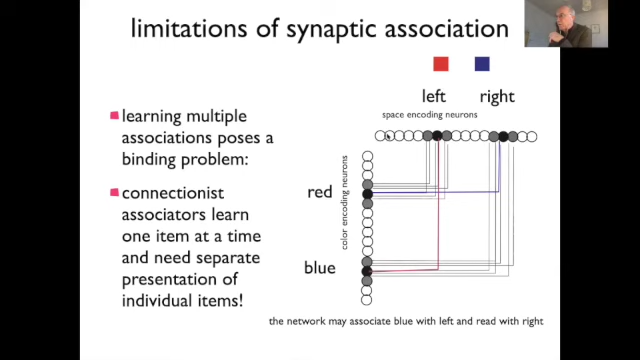 limitations of synaptic association
left right
space encoding neurons
learning multiple
associations poses a
binding problem:
connectionist
associators learn
one item at a time
and need separate
presentation of
individual items!
color encoding neurons
red
blue
the network may associate blue with left and read with right